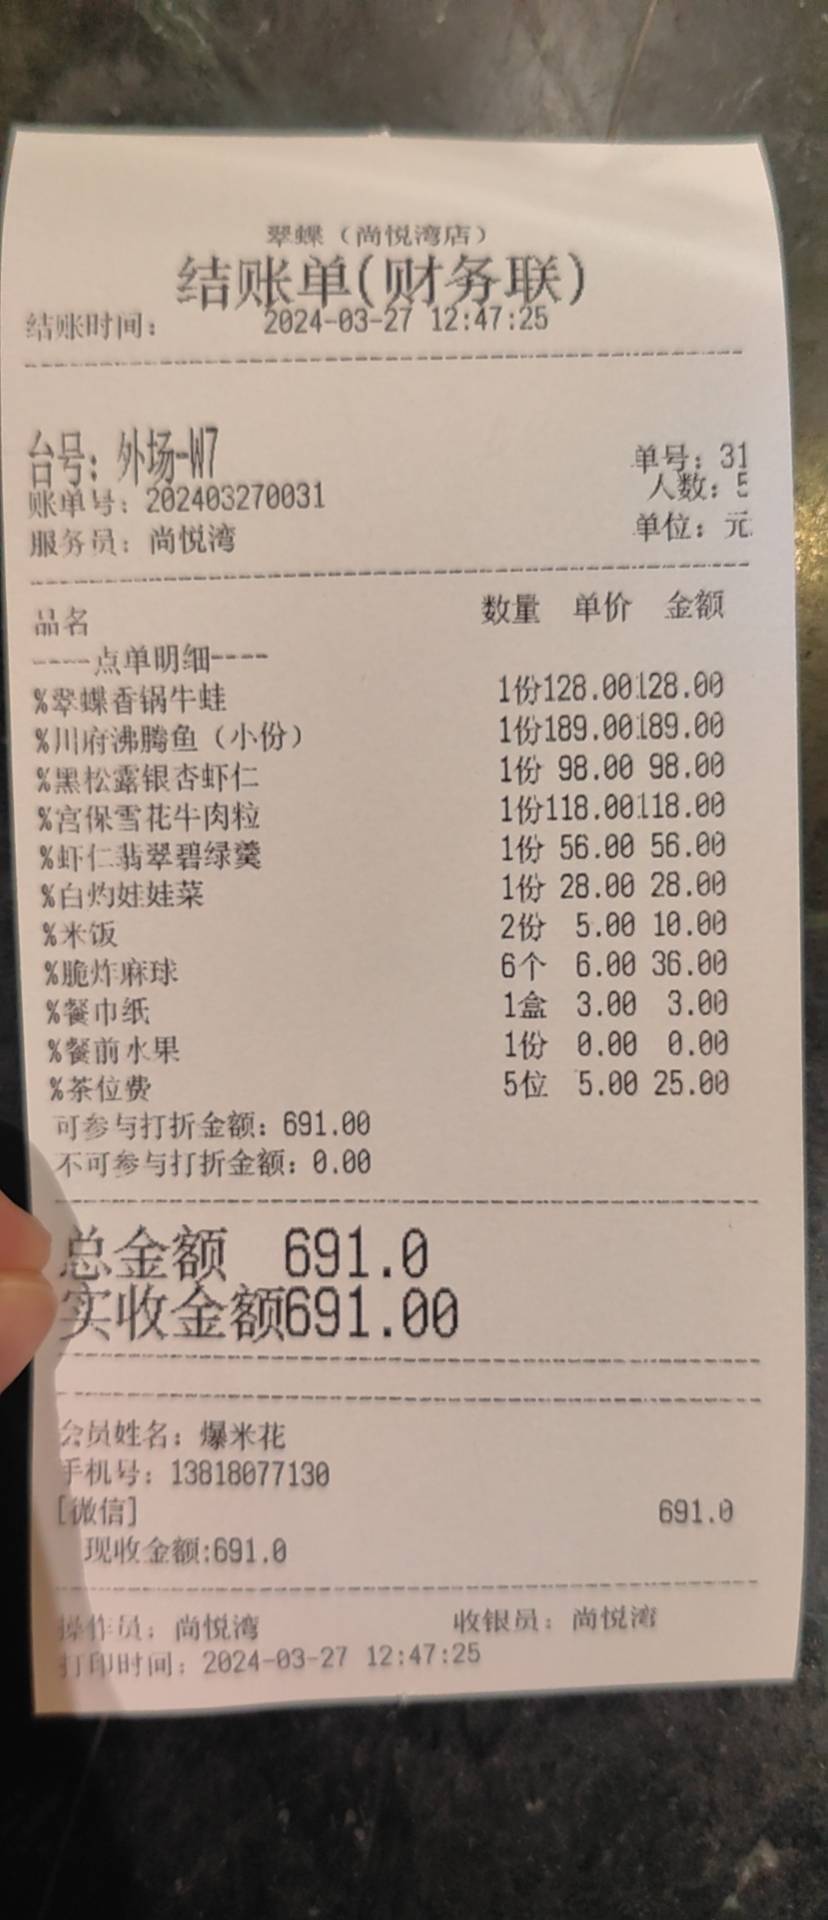 翠蝶（尚悦湾店）
结账单(财务联)
结账时间： 2024-03-27 12:47:25
台号：外场-W7
单号：31
账单号：202403270031
人数：5
服务员：尚悦湾
单位：元
品名 数量 单价 金额
----点单明细----
%翠蝶香锅牛蛙 1份128.00128.00
%川府沸腾鱼（小份） 1份189.00189.00
%黑松露银杏虾仁 1份 98.00 98.00
%宫保雪花牛肉粒 1份118.00118.00
%虾仁翡翠碧绿羹 1份 56.00 56.00
%白灼娃娃菜 1份 28.00 28.00
%米饭 2份 5.00 10.00
%脆炸麻球 6个 6.00 36.00
%餐巾纸 1盒 3.00 3.00
%餐前水果 1份 0.00 0.00
%茶位费 5位 5.00 25.00
可参与打折金额：691.00
不可参与打折金额：0.00
总金额 691.0
实收金额691.00
会员姓名：爆米花
手机号：13818077130
[微信] 691.0
现收金额:691.0
操作员：尚悦湾 收银员：尚悦湾
打印时间：2024-03-27 12:47:25